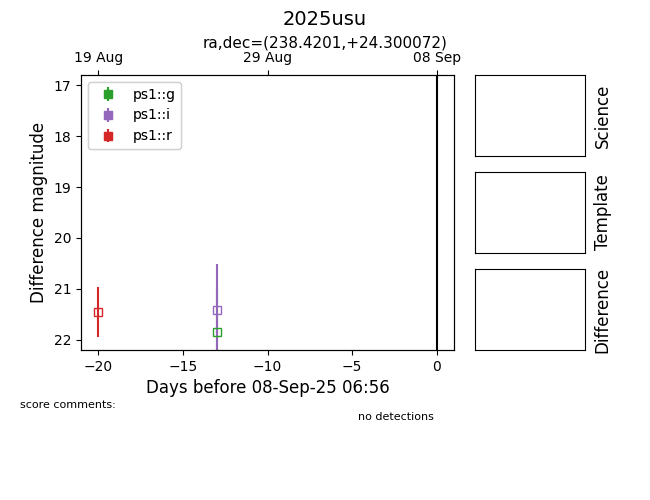 2025usu
ra,dec=(238.4201,+24.300072)
19 Aug 29 Aug 08 Sep
ps1::g
ps1::i
ps1::r
17
18
19
20
21
22
Difference magnitude
−20 −15 −10 −5 0
Days before 08-Sep-25 06:56
Science
Template
Difference
score comments:
no detections